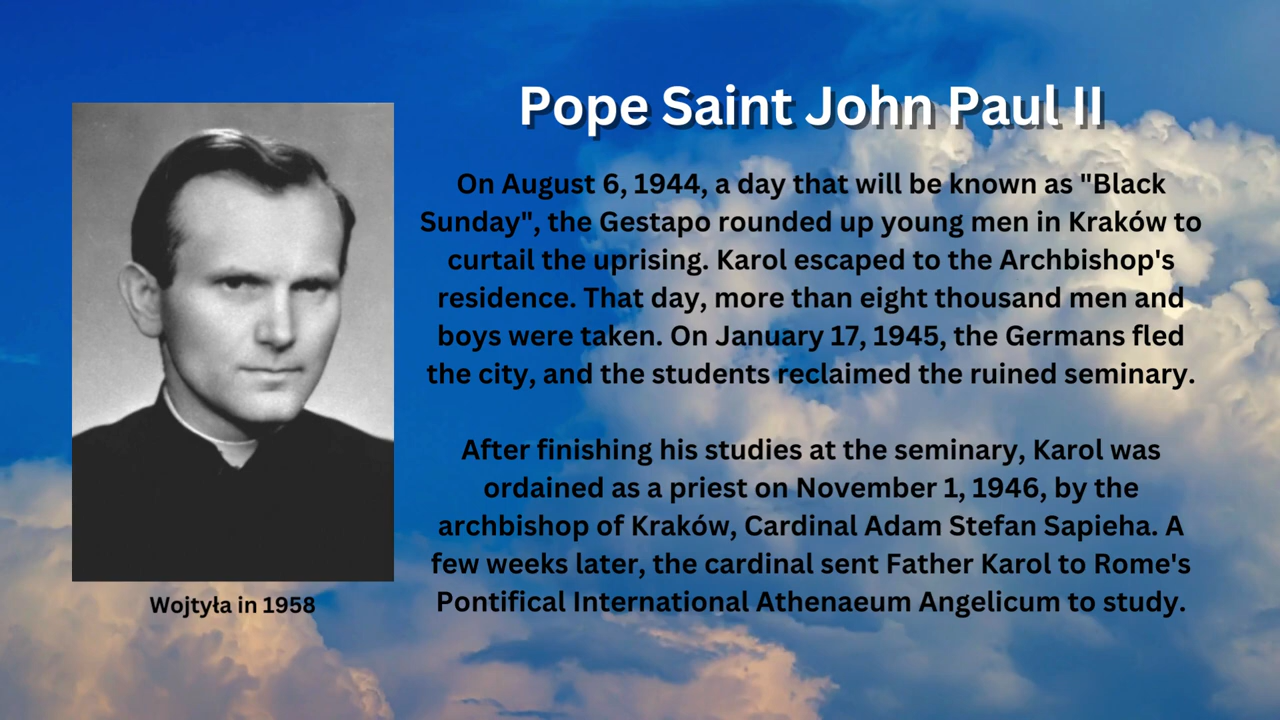 Pope Saint John Paul II
On August 6, 1944, a day that will be known as "Black
Sunday", the Gestapo rounded up young men in Kraków to
curtail the uprising. Karol escaped to the Archbishop's
residence. That day, more than eight thousand men and
boys were taken. On January 17, 1945, the Germans fled
the city, and the students reclaimed the ruined seminary.
After finishing his studies at the seminary, Karol was
ordained as a priest on November 1, 1946, by the
archbishop of Kraków, Cardinal Adam Stefan Sapieha. A
few weeks later, the cardinal sent Father Karol to Rome's
Pontifical International Athenaeum Angelicum to study.
Wojtyła in 1958